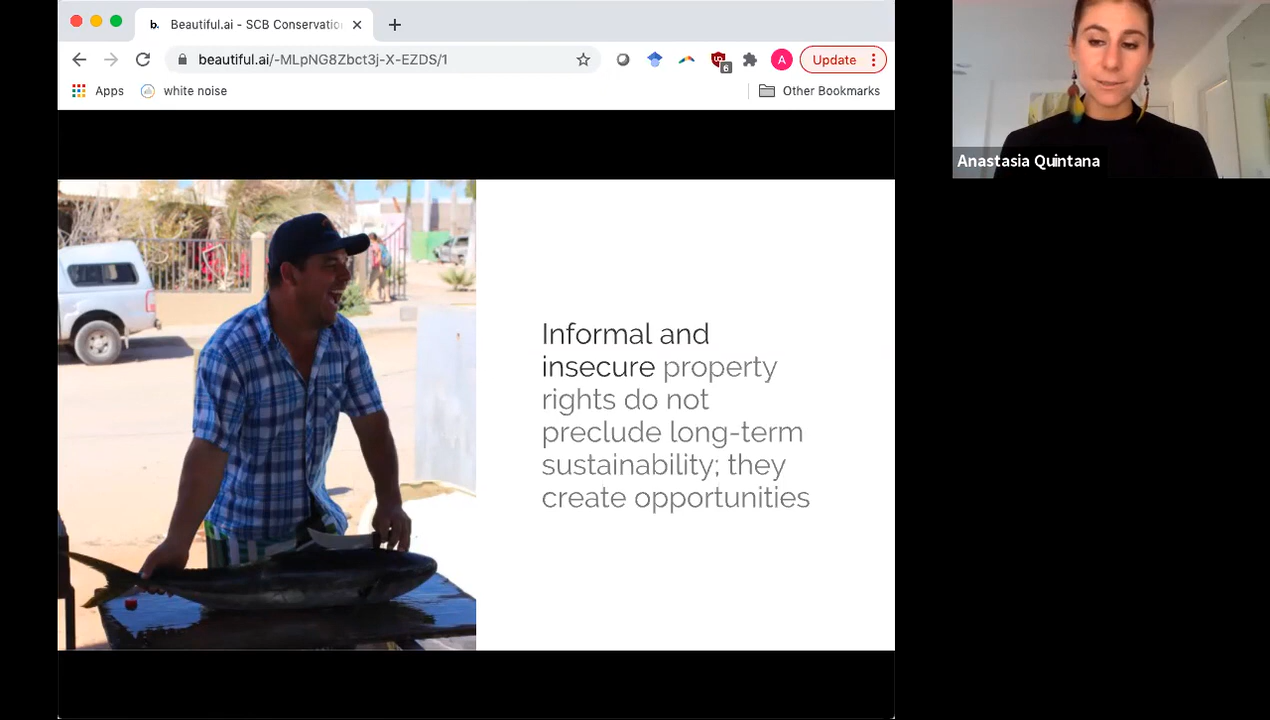 b. Beautiful.ai - SCB Conservatio
beautiful.ai/-MLpNG8Zbct3j-X-EZDS/1
6
A
Update
Apps
white noise
Other Bookmarks
Anastasia Quintana
Informal and
insecure property
rights do not
preclude long-term
sustainability; they
create opportunities